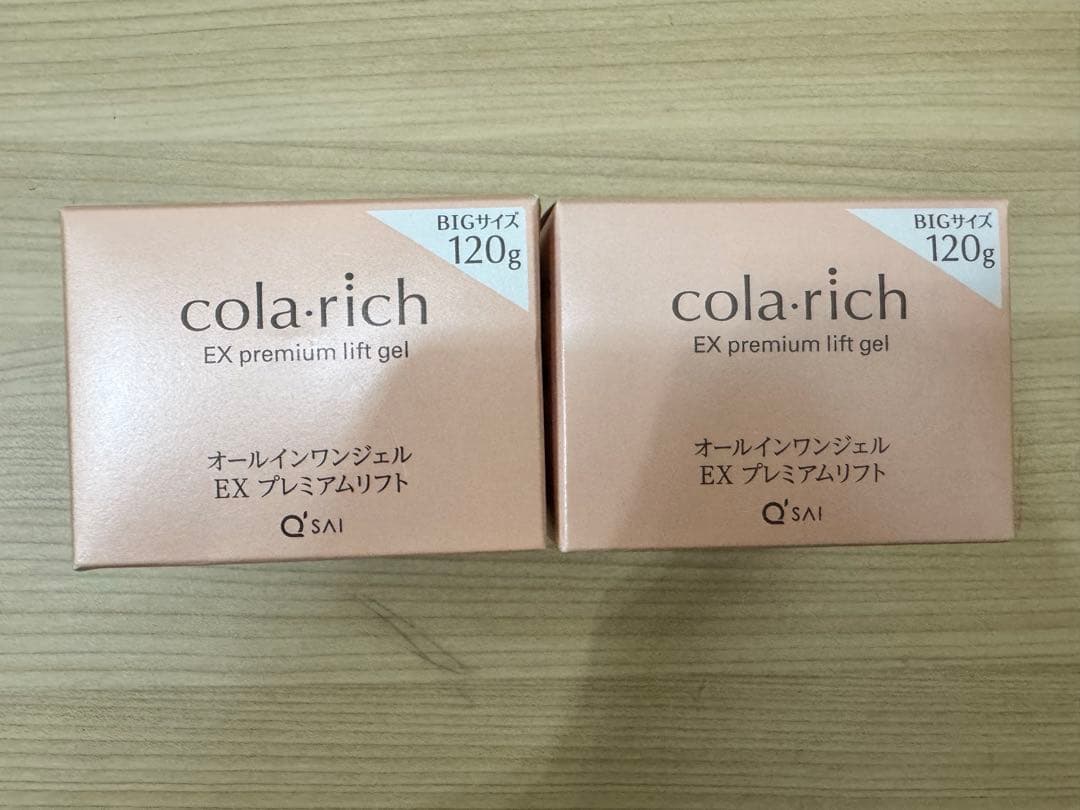 BIGサイズ
120g
cola·rich
EX premium lift gel
オールインワンジェル
EX プレミアムリフト
Q'SAI
BIGサイズ
120g
cola·rich
EX premium lift gel
オールインワンジェル
EX プレミアムリフト
Q'SAI